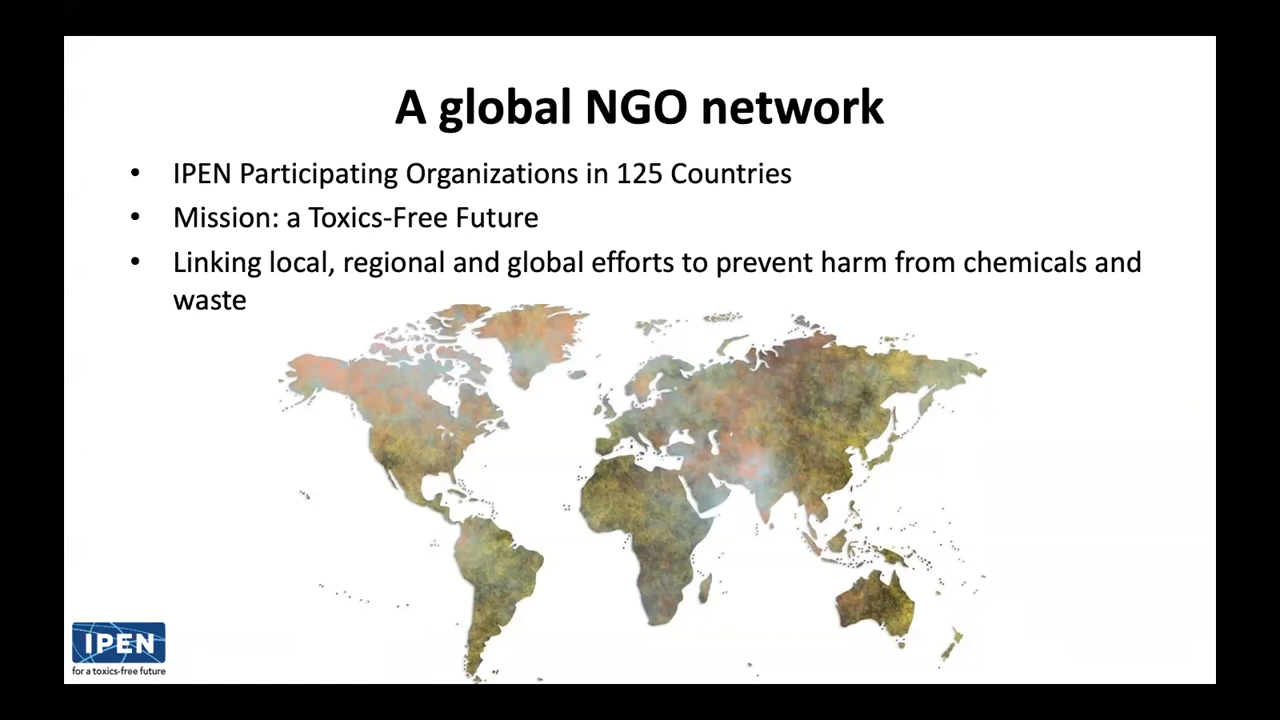 A global NGO network
• IPEN Participating Organizations in 125 Countries
• Mission: a Toxics-Free Future
• Linking local, regional and global efforts to prevent harm from chemicals and
waste
IPEN
for a toxics-free future